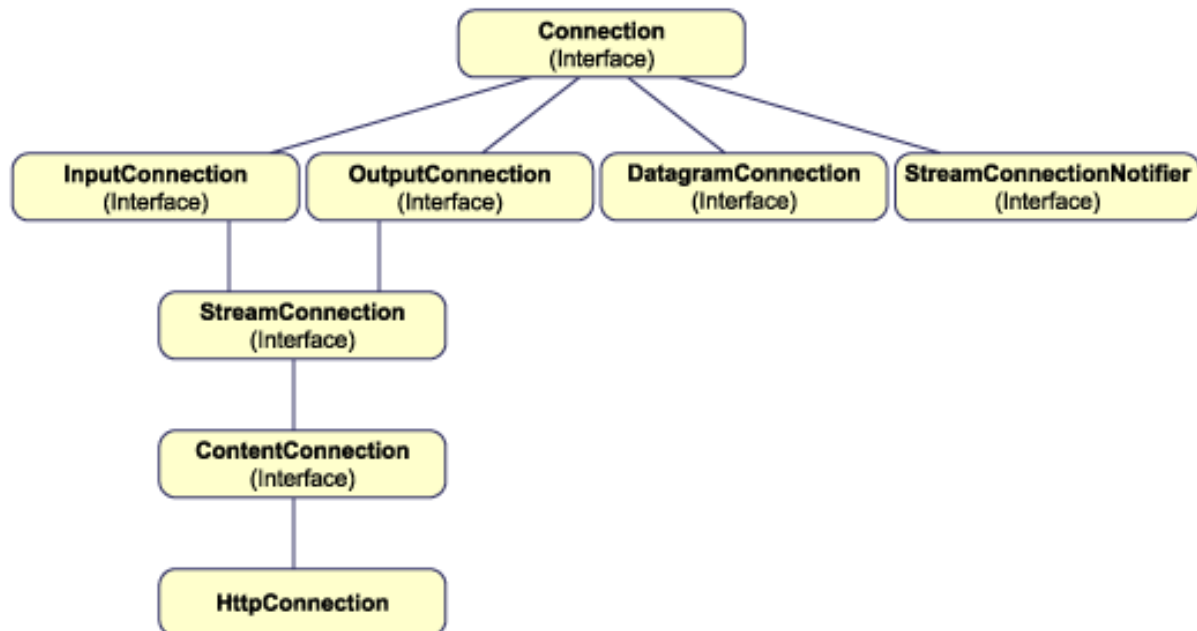 Connection
(Interface)
InputConnection
(Interface)
OutputConnection
(Interface)
DatagramConnection
(Interface)
StreamConnectionNotifier
(Interface)
StreamConnection
(Interface)
ContentConnection
(Interface)
HttpConnection